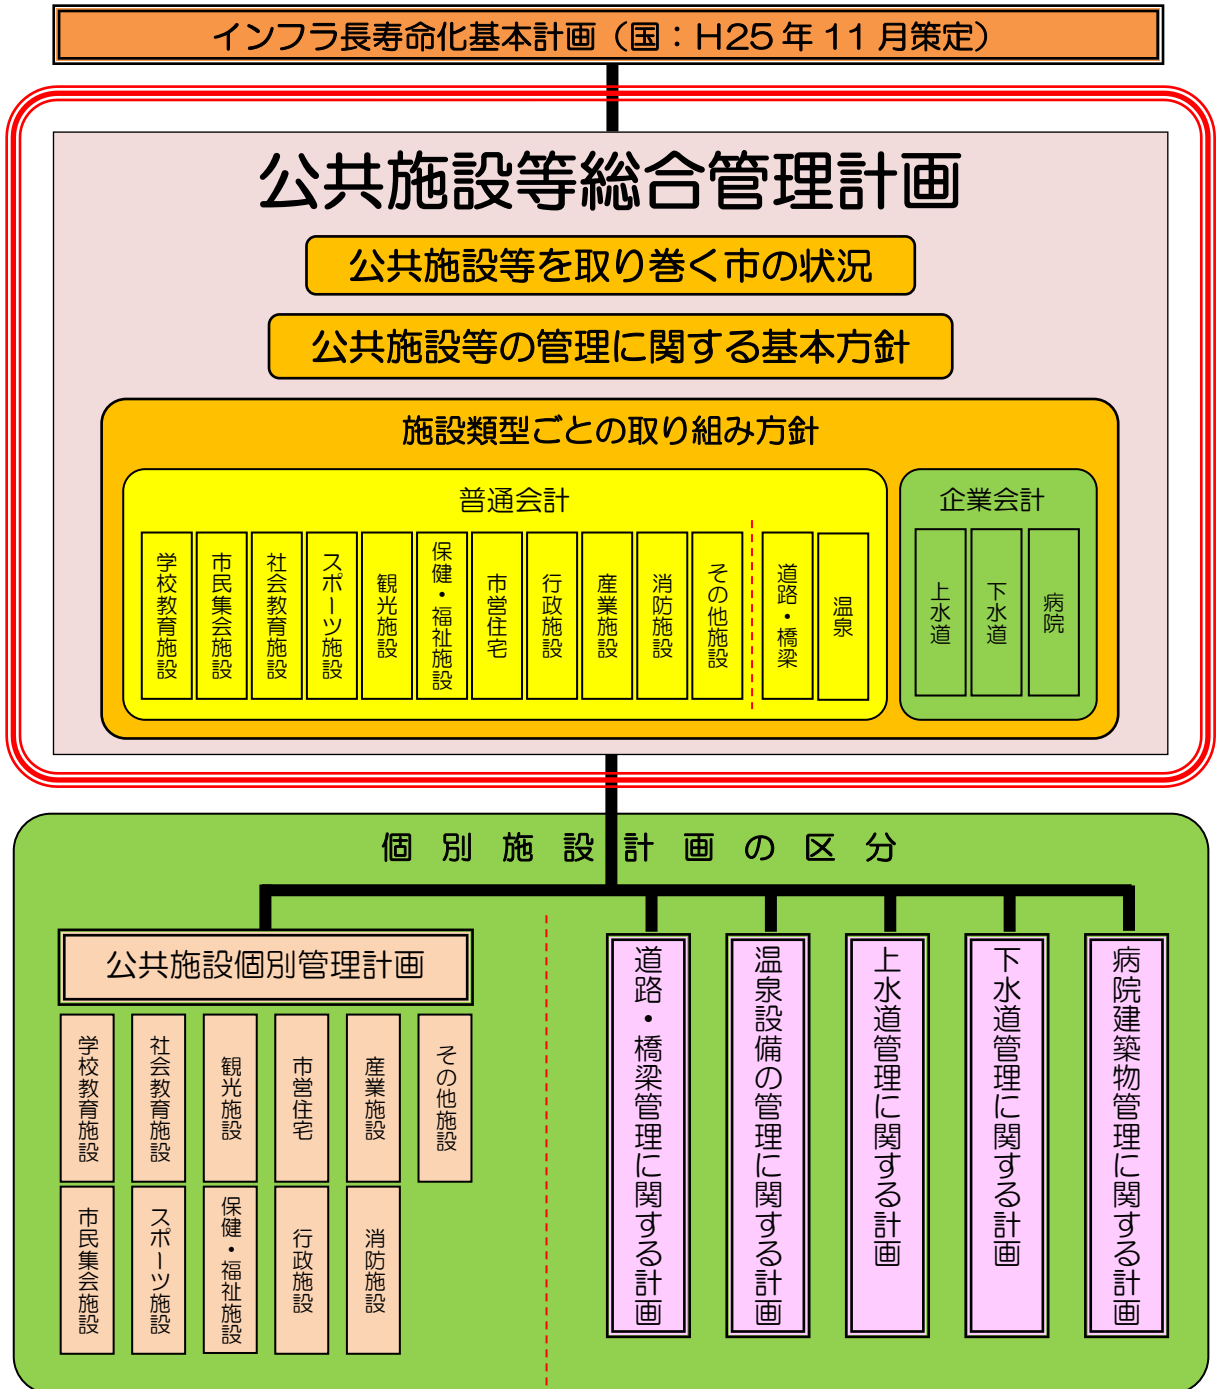 インフラ長寿命化基本計画（国：H25年11月策定）
公共施設等総合管理計画
公共施設等を取り巻く市の状況
公共施設等の管理に関する基本方針
施設類型ごとの取り組み方針
普通会計
学校教育施設
市民集会施設
社会教育施設
スポーツ施設
観光施設
保健・福祉施設
市営住宅
行政施設
産業施設
消防施設
その他施設
道路・橋梁
温泉
企業会計
上水道
下水道
病院
個別施設計画の区分
公共施設個別管理計画
学校教育施設
社会教育施設
観光施設
市営住宅
産業施設
その他施設
市民集会施設
スポーツ施設
保健・福祉施設
行政施設
消防施設
道路・橋梁管理に関する計画
温泉設備の管理に関する計画
上水道管理に関する計画
下水道管理に関する計画
病院建築物管理に関する計画